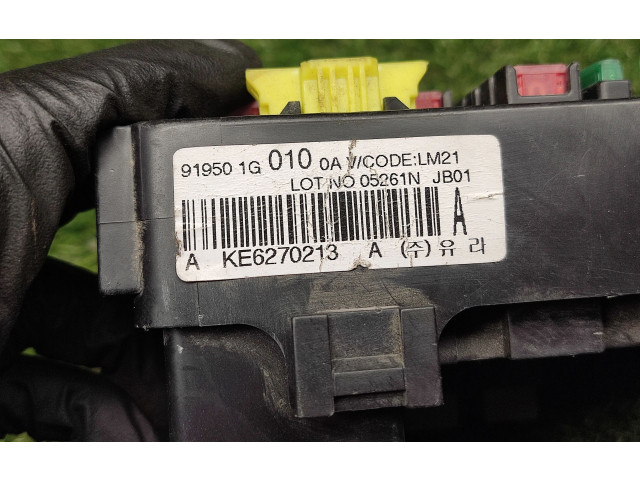 91950 1G 010 0A V/CODE:LM21
LOT NO 05261N JB01
A
A KE6270213 A (주)유라